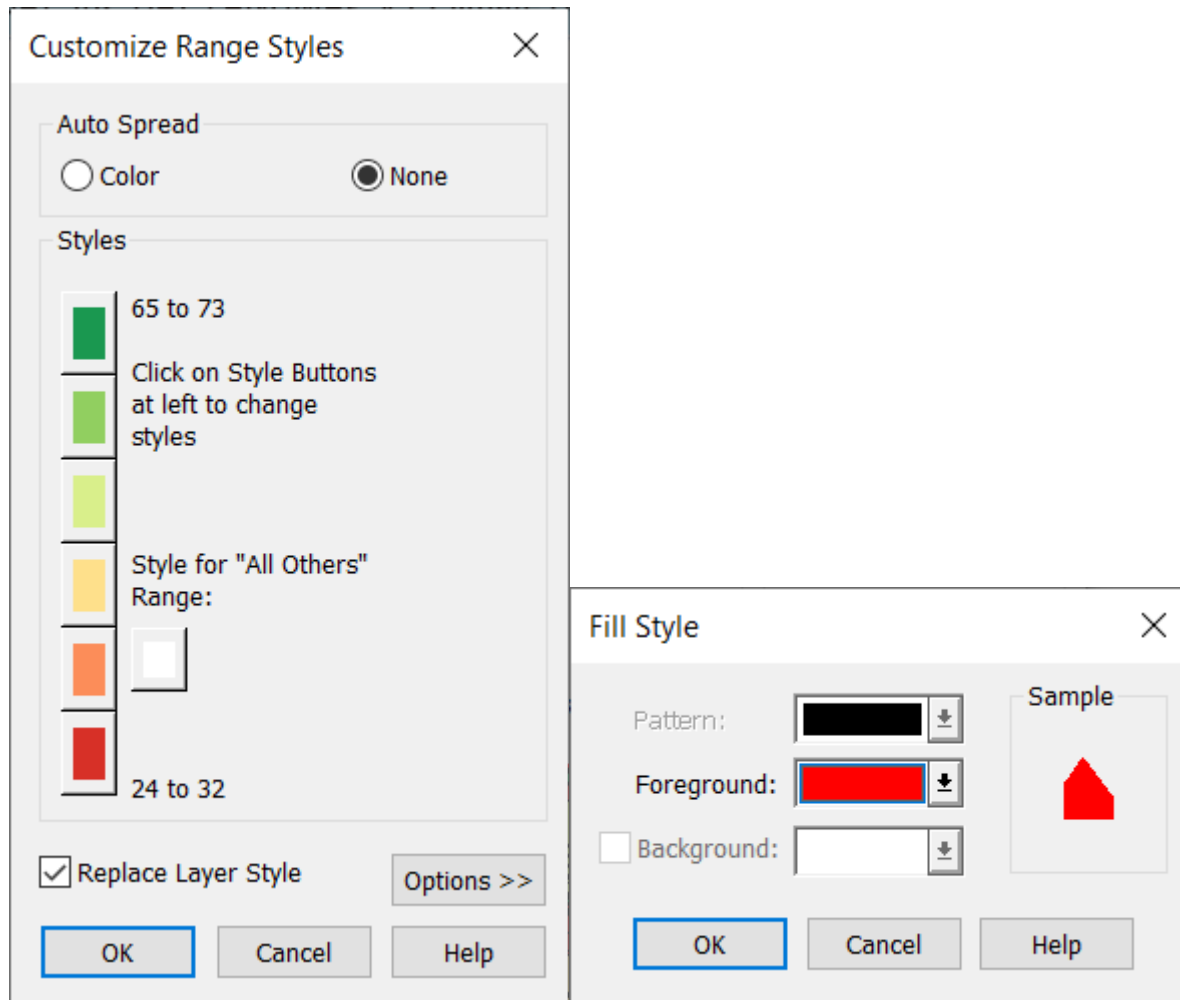 Customize Range Styles
Auto Spread
Color
None
Styles
65 to 73
Click on Style Buttons
at left to change
styles
Style for "All Others"
Range:
24 to 32
Replace Layer Style
Options >>
OK
Cancel
Help
Fill Style
Pattern:
Sample
Foreground:
Background:
OK
Cancel
Help